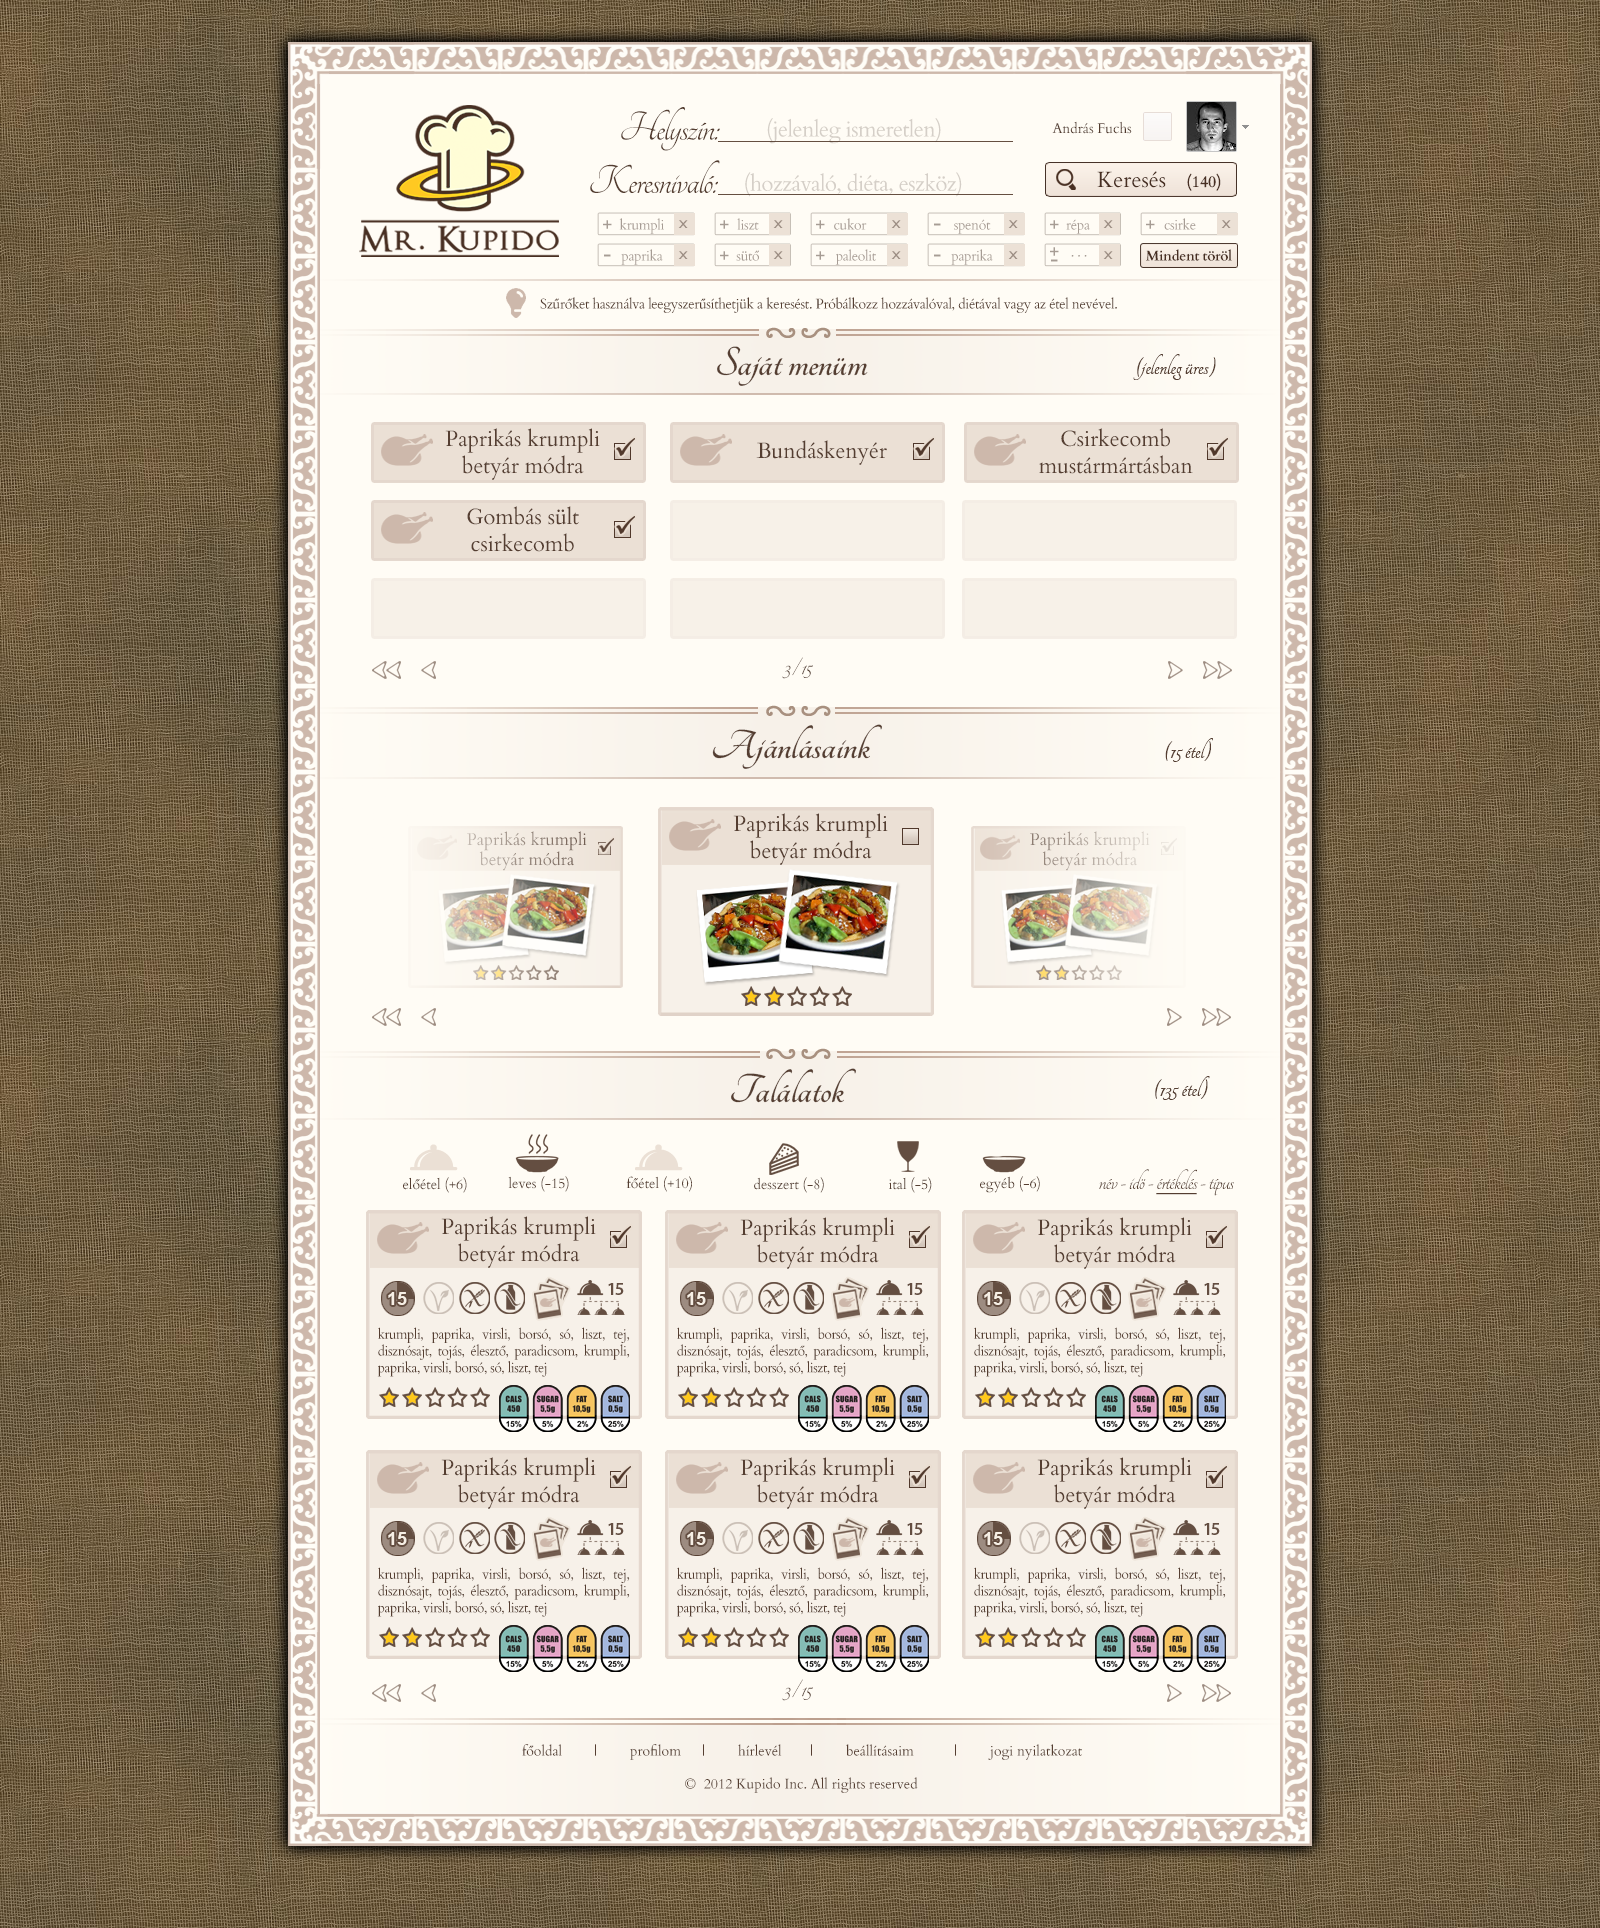 Helyszín: (jelenleg ismeretlen)
András Fuchs
Keresnivaló: (hozzávaló, diéta, eszköz)
Keresés (140)
MR. KUPIDO
+ krumpli x + liszt x + cukor x - spenót x + répa x + csirke x
- paprika x + sütő x + paleolit x - paprika x ± ... x Mindent töröl
Szűrőket használva leegyszerűsíthetjük a keresést. Próbálkozz hozzávalóval, diétával vagy az étel nevével.
Saját menüm
(jelenleg üres)
Paprikás krumpli
betyár módra
Bundáskenyér
Csirkecomb
mustármártásban
Gombás sült
csirkecomb
3/15
Ajánlásaink
(15 étel)
Paprikás krumpli
betyár módra
Paprikás krumpli
betyár módra
Paprikás krumpli
betyár módra
Találatok
(135 étel)
előétel (+6) leves (-15) főétel (+10) desszert (-8) ital (-5) egyéb (-6)
név - idő - értékelés - típus
Paprikás krumpli
betyár módra
15 15
krumpli, paprika, virsli, borsó, só, liszt, tej,
disznósajt, tojás, élesztő, paradicsom, krumpli,
paprika, virsli, borsó, só, liszt, tej
CALS 450 15% SUGAR 5,5g 5% FAT 10,5g 2% SALT 0,5g 25%
Paprikás krumpli
betyár módra
15 15
krumpli, paprika, virsli, borsó, só, liszt, tej,
disznósajt, tojás, élesztő, paradicsom, krumpli,
paprika, virsli, borsó, só, liszt, tej
CALS 450 15% SUGAR 5,5g 5% FAT 10,5g 2% SALT 0,5g 25%
Paprikás krumpli
betyár módra
15 15
krumpli, paprika, virsli, borsó, só, liszt, tej,
disznósajt, tojás, élesztő, paradicsom, krumpli,
paprika, virsli, borsó, só, liszt, tej
CALS 450 15% SUGAR 5,5g 5% FAT 10,5g 2% SALT 0,5g 25%
Paprikás krumpli
betyár módra
15 15
krumpli, paprika, virsli, borsó, só, liszt, tej,
disznósajt, tojás, élesztő, paradicsom, krumpli,
paprika, virsli, borsó, só, liszt, tej
CALS 450 15% SUGAR 5,5g 5% FAT 10,5g 2% SALT 0,5g 25%
Paprikás krumpli
betyár módra
15 15
krumpli, paprika, virsli, borsó, só, liszt, tej,
disznósajt, tojás, élesztő, paradicsom, krumpli,
paprika, virsli, borsó, só, liszt, tej
CALS 450 15% SUGAR 5,5g 5% FAT 10,5g 2% SALT 0,5g 25%
Paprikás krumpli
betyár módra
15 15
krumpli, paprika, virsli, borsó, só, liszt, tej,
disznósajt, tojás, élesztő, paradicsom, krumpli,
paprika, virsli, borsó, só, liszt, tej
CALS 450 15% SUGAR 5,5g 5% FAT 10,5g 2% SALT 0,5g 25%
3/15
főoldal | profilom | hírlevél | beállításaim | jogi nyilatkozat
© 2012 Kupido Inc. All rights reserved